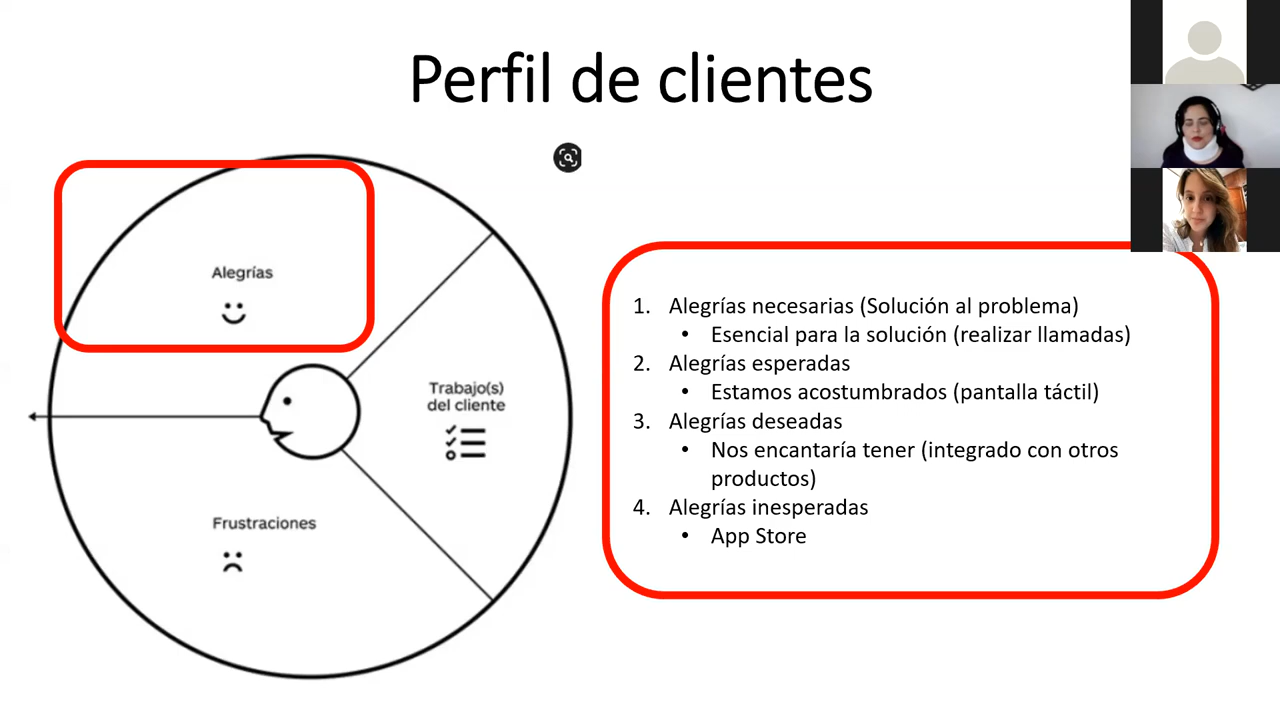 Perfil de clientes
Alegrías
Trabajo(s)
del cliente
Frustraciones
1. Alegrías necesarias (Solución al problema)
• Esencial para la solución (realizar llamadas)
2. Alegrías esperadas
• Estamos acostumbrados (pantalla táctil)
3. Alegrías deseadas
• Nos encantaría tener (integrado con otros
productos)
4. Alegrías inesperadas
• App Store